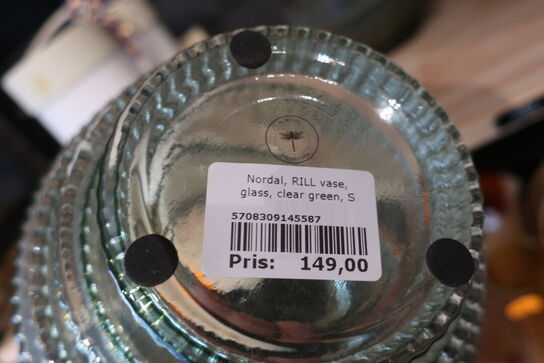 Nordal, RILL vase,
glass, clear green, S
5708309145587
Pris: 149,00